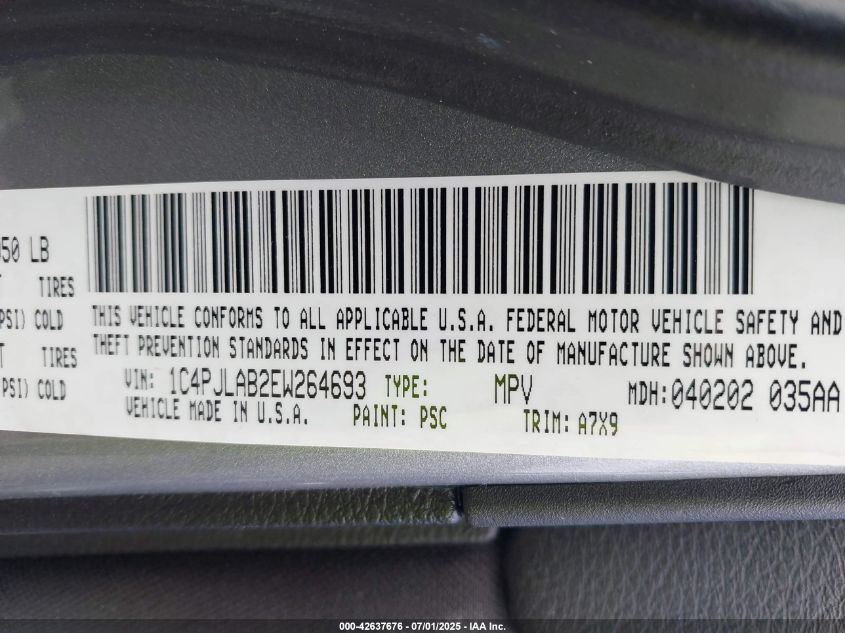 050 LB
TIRES
PSI) COLD
TIRES
PSI) COLD
THIS VEHICLE CONFORMS TO ALL APPLICABLE U.S.A. FEDERAL MOTOR VEHICLE SAFETY AND
THEFT PREVENTION STANDARDS IN EFFECT ON THE DATE OF MANUFACTURE SHOWN ABOVE.
VIN: 1C4PJLAB2EW264693 TYPE: MPV MDH: 040202 035AA
VEHICLE MADE IN U.S.A. PAINT: PSC TRIM: A7X9
000-42637676 - 07/01/2025 - IAA Inc.